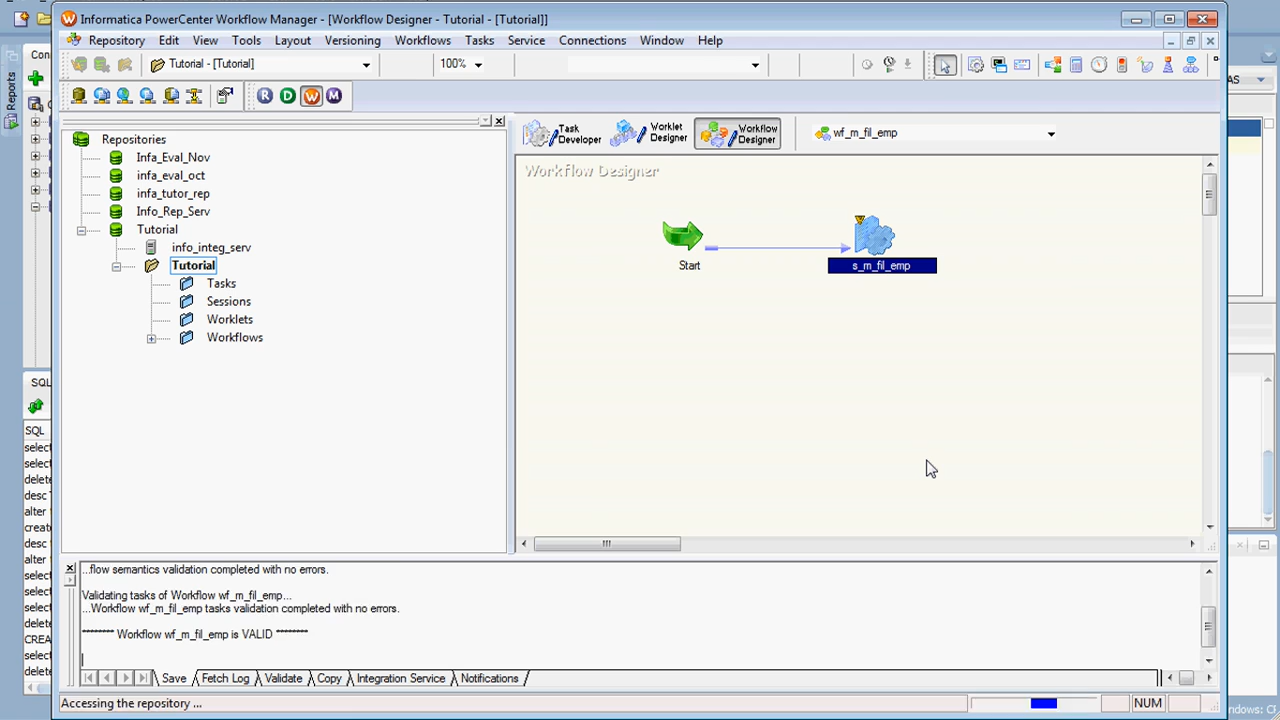 Informatica PowerCenter Workflow Manager - [Workflow Designer - Tutorial - [Tutorial]]
Repository Edit View Tools Layout Versioning Workflows Tasks Service Connections Window Help
Tutorial - [Tutorial]
100%
R D W M
Task Developer
Worklet Designer
Workflow Designer
wf_m_fil_emp
Repositories
Infa_Eval_Nov
infa_eval_oct
infa_tutor_rep
Info_Rep_Serv
Tutorial
info_integ_serv
Tutorial
Tasks
Sessions
Worklets
Workflows
Workflow Designer
Start
s_m_fil_emp
...flow semantics validation completed with no errors.
Validating tasks of Workflow wf_m_fil_emp...
...Workflow wf_m_fil_emp tasks validation completed with no errors.
******** Workflow wf_m_fil_emp is VALID ********
Save Fetch Log Validate Copy Integration Service Notifications
Accessing the repository ...
NUM
Con
Reports
AS
SQL
SQL
select
select
delete
desc
alter
create
desc
alter
select
select
select
delete
CREA
select
delete